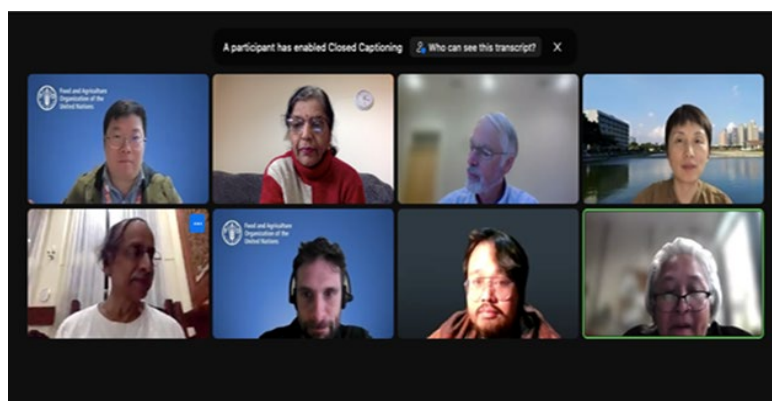 A participant has enabled Closed Captioning Who can see this transcript? X
Food and Agriculture
Organization of the
United Nations
Food and Agriculture
Organization of the
United Nations